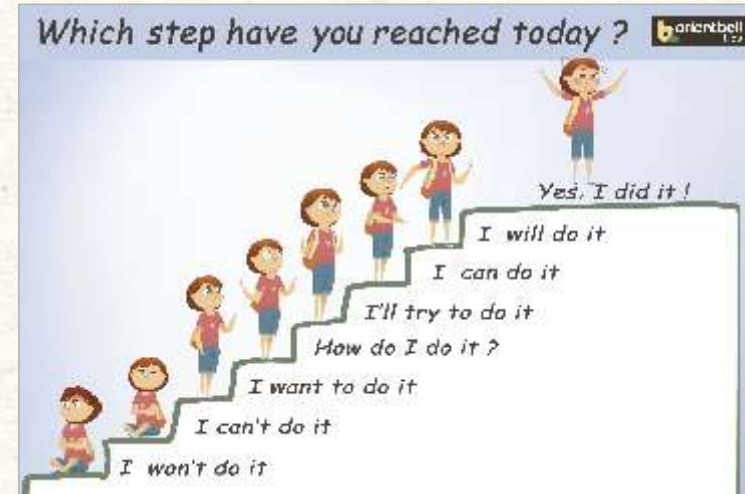 Which step have you reached today ?
orientbell
Yes, I did it !
I will do it
I can do it
I'll try to do it
How do I do it ?
I want to do it
I can't do it
I won't do it